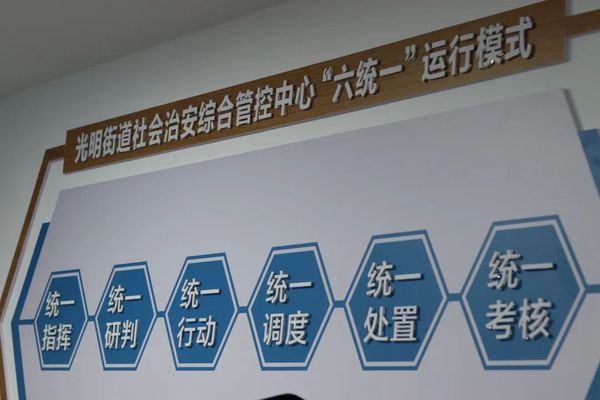 光明街道社会治安综合管控中心“六统一”运行模式
统一
指挥
统一
研判
统一
行动
统一
调度
统一
处置
统一
考核